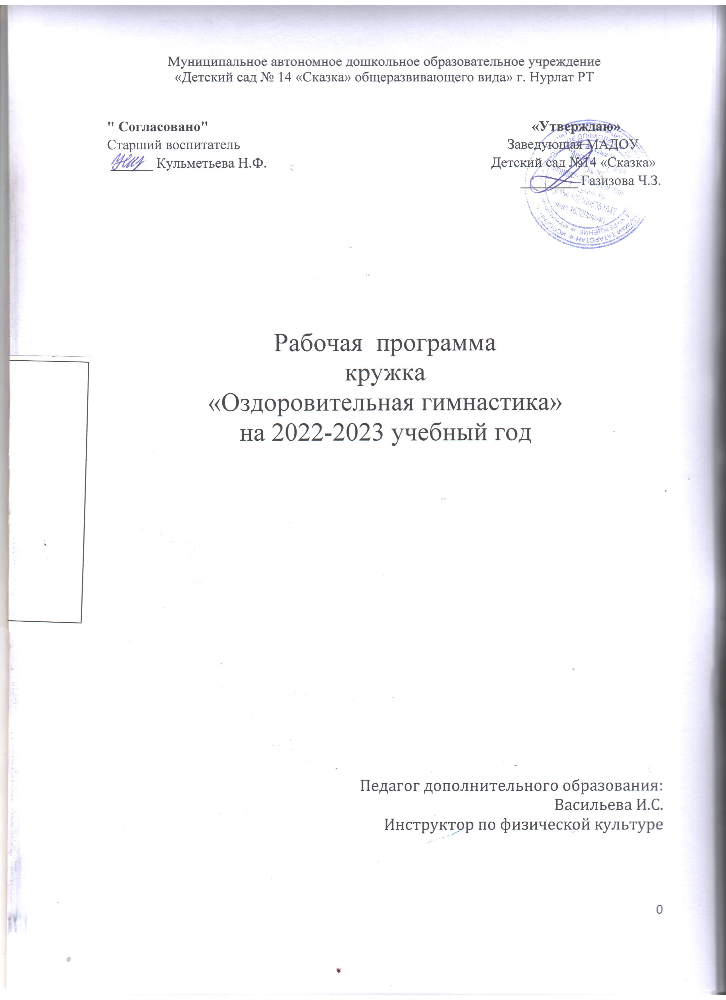 Муниципальное автономное дошкольное образовательное учреждение
«Детский сад № 14 «Сказка» общеразвивающего вида» г. Нурлат РТ
" Согласовано"
Старший воспитатель
______ Кульметьева Н.Ф.
«Утверждаю»
Заведующая МАДОУ
Детский сад №14 «Сказка»
________ Газизова Ч.З.
Рабочая программа
кружка
«Оздоровительная гимнастика»
на 2022-2023 учебный год
Педагог дополнительного образования:
Васильева И.С.
Инструктор по физической культуре
0